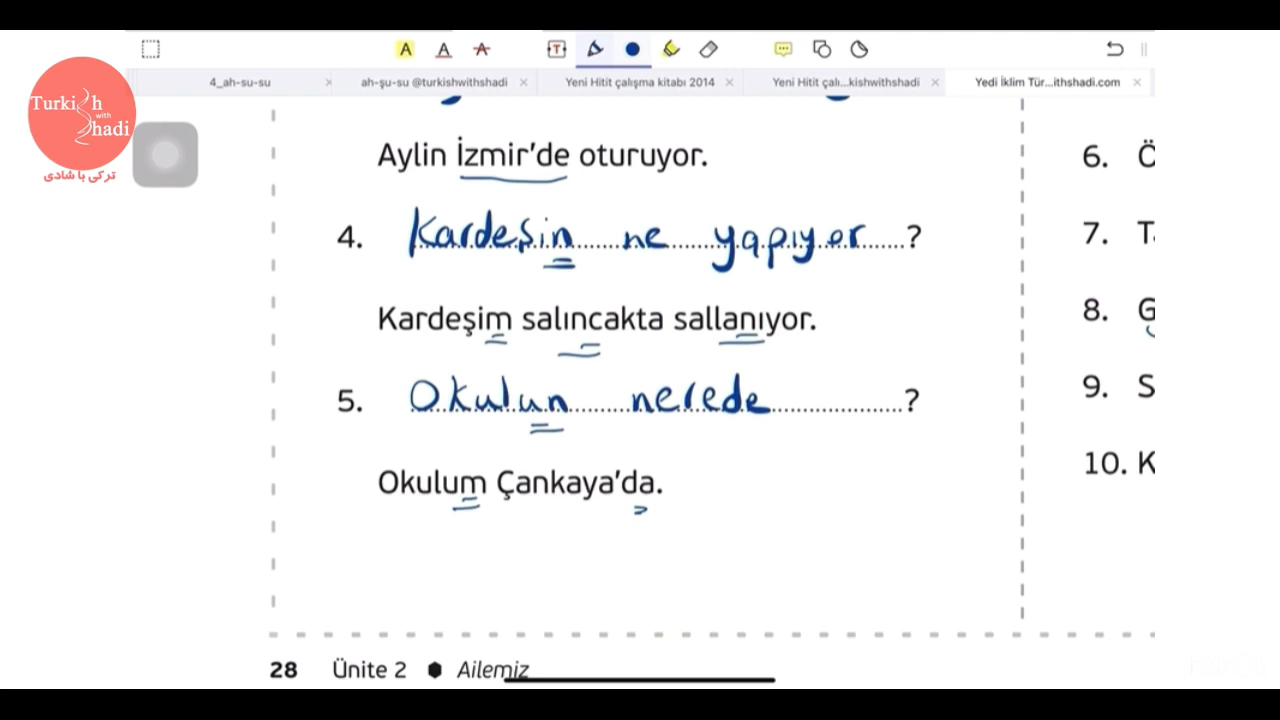 4_ah-su-su
ah-şu-su @turkishwithshadi
Yeni Hitit çalışma kitabı 2014
Yeni Hitit çalı...kishwithshadi
Yedi İklim Tür...ithshadi.com
Turkish
with
Shadi
ترکی با شادی
Aylin İzmir'de oturuyor.
4. Kardeşin ne yapıyor ?
Kardeşim salıncakta sallanıyor.
5. Okulun nerede ?
Okulum Çankaya'da.
6. Ö
7. T
8. G
9. S
10. K
28 Ünite 2 ● Ailemiz